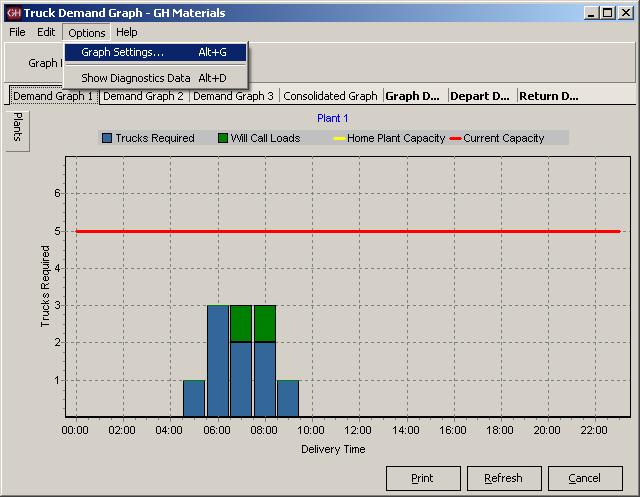 GH Truck Demand Graph - GH Materials
File Edit Options Help
Graph Settings... Alt+G
Graph
Show Diagnostics Data Alt+D
Demand Graph 1 Demand Graph 2 Demand Graph 3 Consolidated Graph Graph D... Depart D... Return D...
Plants
Plant 1
Trucks Required Will Call Loads Home Plant Capacity Current Capacity
Trucks Required
6
5
4
3
2
1
00:00 02:00 04:00 06:00 08:00 10:00 12:00 14:00 16:00 18:00 20:00 22:00
Delivery Time
Print Refresh Cancel